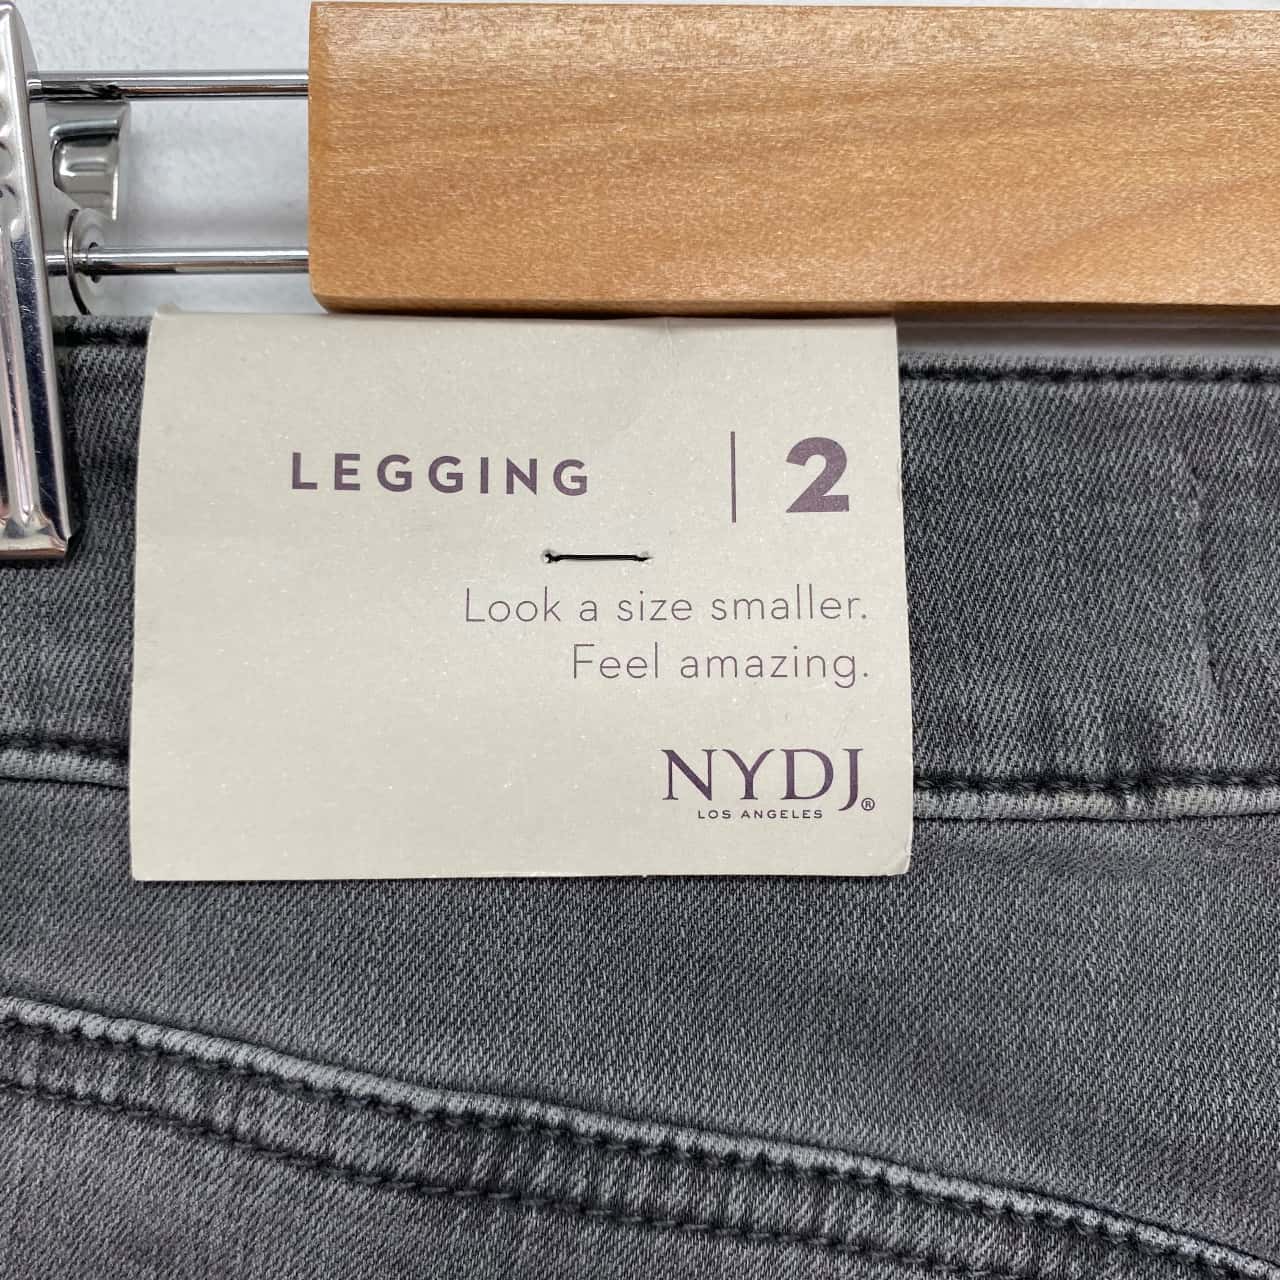 LEGGING | 2
Look a size smaller.
Feel amazing.
NYDJ®
LOS ANGELES